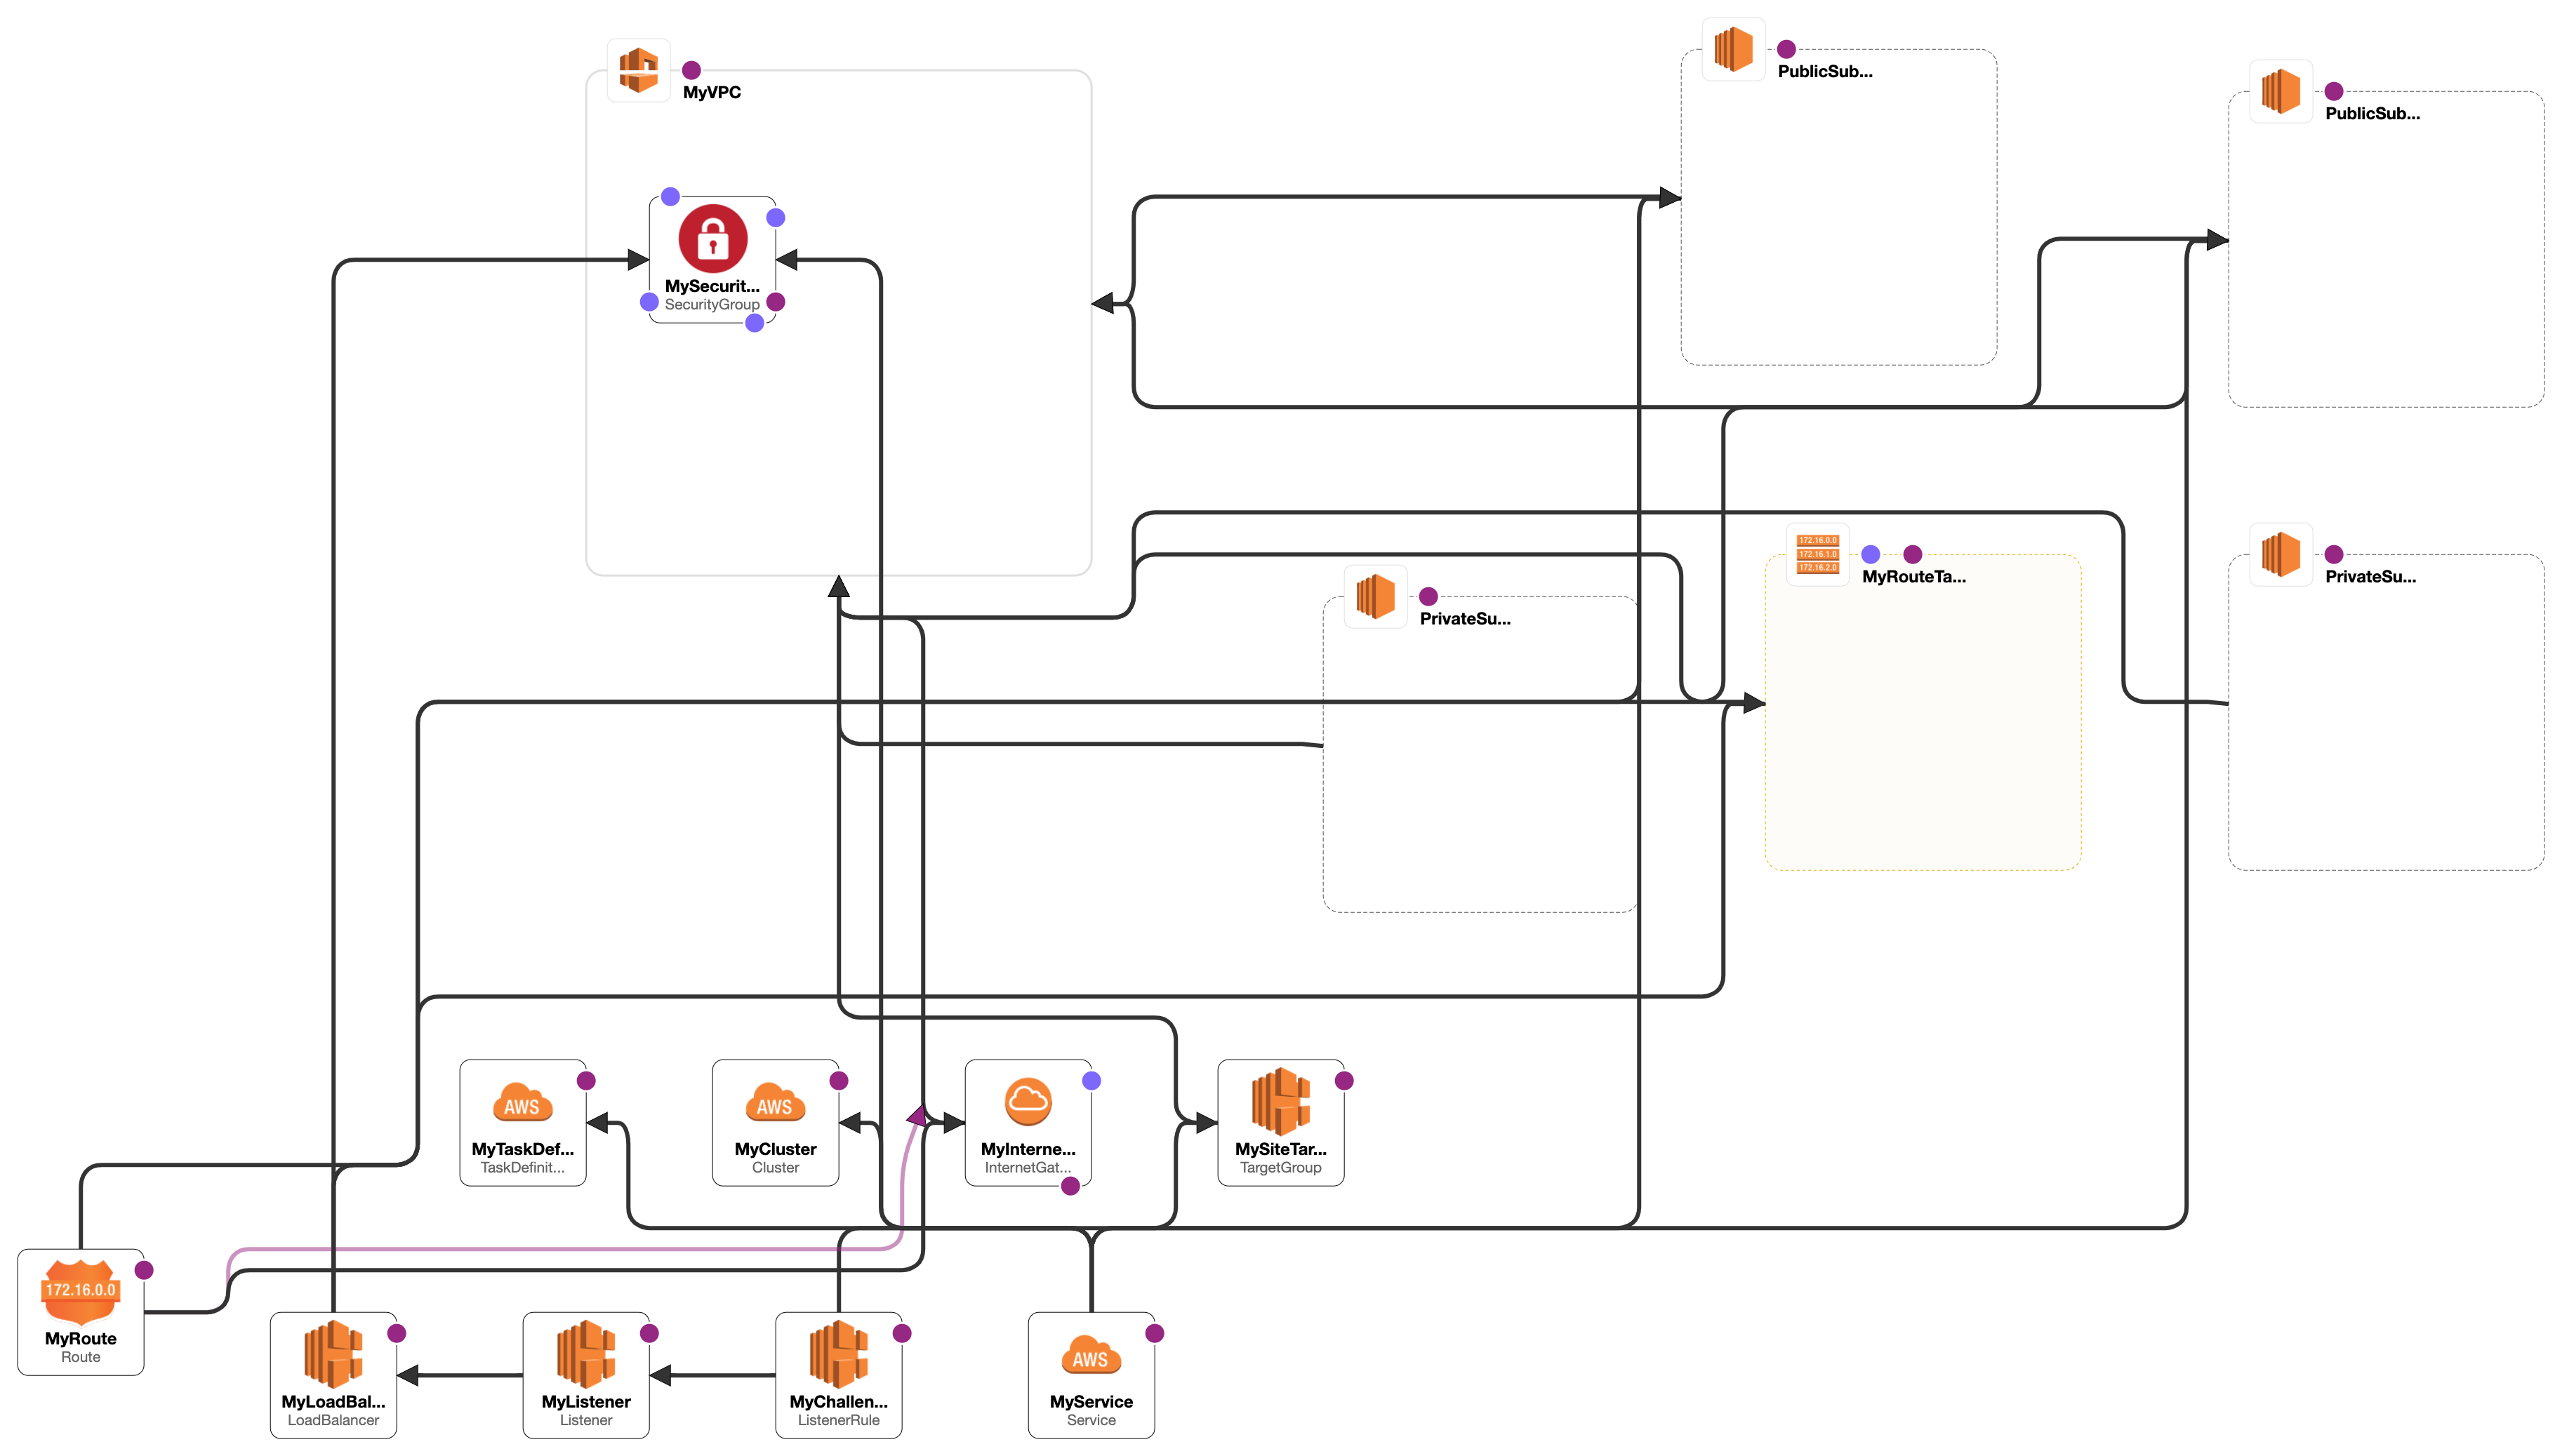 PublicSub...
MyVPC
PublicSub...
MySecurit...
SecurityGroup
172.16.0.0
172.16.1.0
172.16.2.0
MyRouteTa...
PrivateSu...
PrivateSu...
AWS
MyTaskDef...
TaskDefinit...
AWS
MyCluster
Cluster
MyInterne...
InternetGat...
MySiteTar...
TargetGroup
172.16.0.0
MyRoute
Route
MyLoadBal...
LoadBalancer
MyListener
Listener
MyChallen...
ListenerRule
AWS
MyService
Service